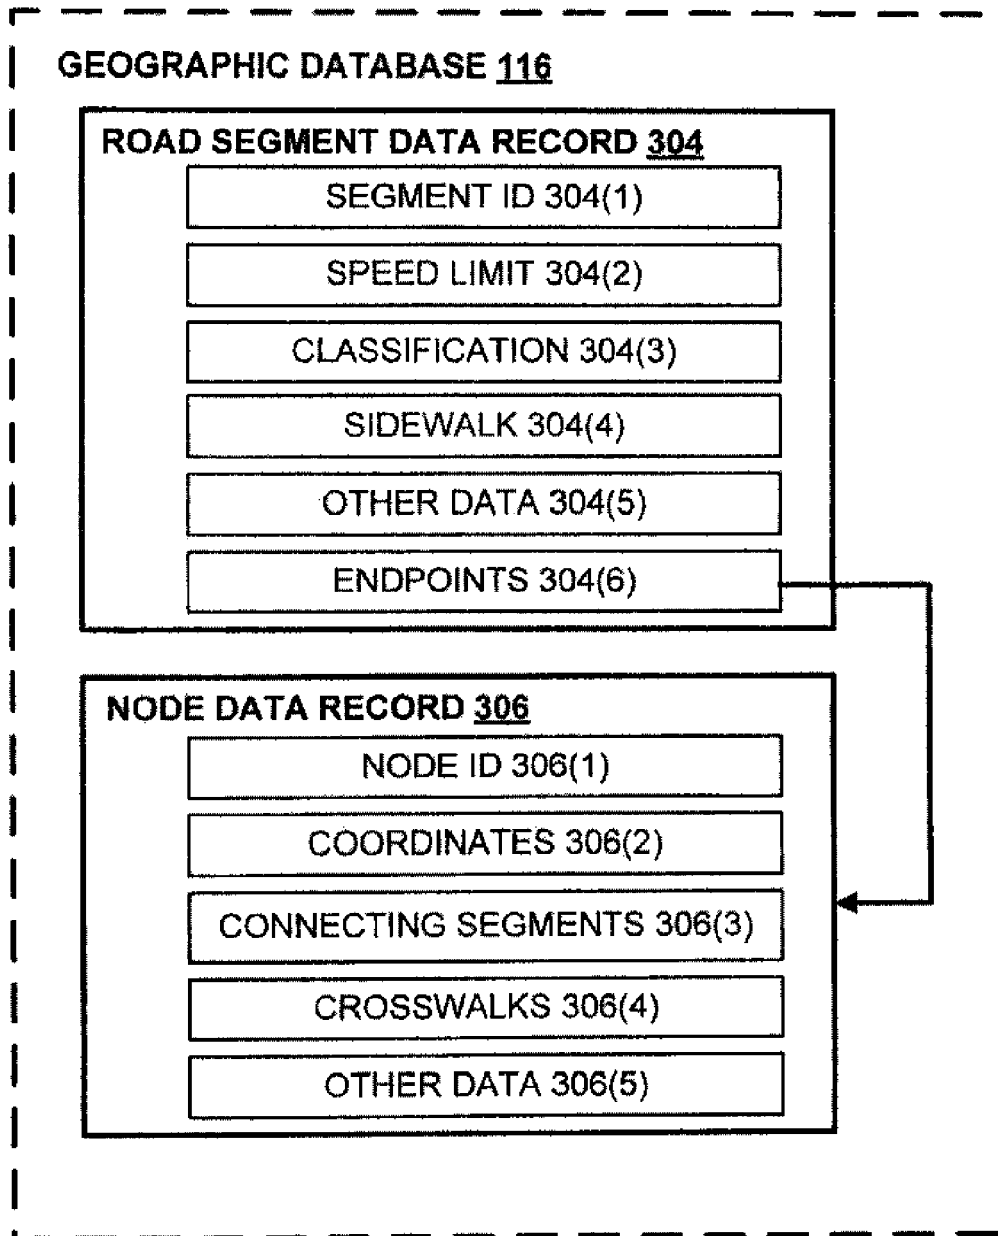 GEOGRAPHIC DATABASE 116
ROAD SEGMENT DATA RECORD 304
SEGMENT ID 304(1)
SPEED LIMIT 304(2)
CLASSIFICATION 304(3)
SIDEWALK 304(4)
OTHER DATA 304(5)
ENDPOINTS 304(6)
NODE DATA RECORD 306
NODE ID 306(1)
COORDINATES 306(2)
CONNECTING SEGMENTS 306(3)
CROSSWALKS 306(4)
OTHER DATA 306(5)